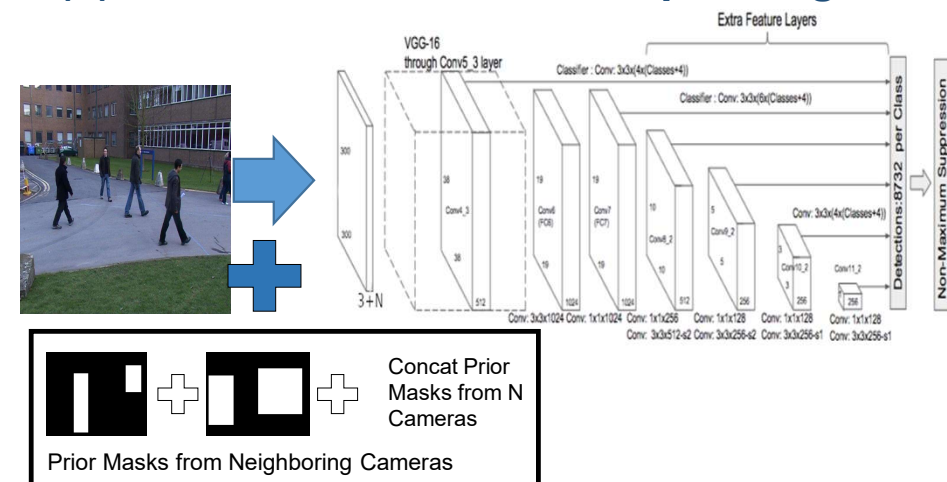 Extra Feature Layers
VGG-16
through Conv5_3 layer
Classifier : Conv: 3x3x(4x(Classes+4))
Classifier : Conv: 3x3x(6x(Classes+4))
300
300
3+N
38
38
Conv4_3
512
19
19
Conv6
(FC6)
1024
19
19
Conv7
(FC7)
1024
10
10
Conv8_2
512
5
5
Conv9_2
256
Conv: 3x3x(4x(Classes+4))
3
3
Conv10_2
256
Conv11_2
256
Detections:8732 per Class
Non-Maximum Suppression
Conv: 3x3x1024 Conv: 1x1x1024 Conv: 1x1x256 Conv: 1x1x128 Conv: 1x1x128 Conv: 1x1x128
Conv: 3x3x512-s2 Conv: 3x3x256-s2 Conv: 3x3x256-s1 Conv: 3x3x256-s1
Concat Prior
Masks from N
Cameras
Prior Masks from Neighboring Cameras